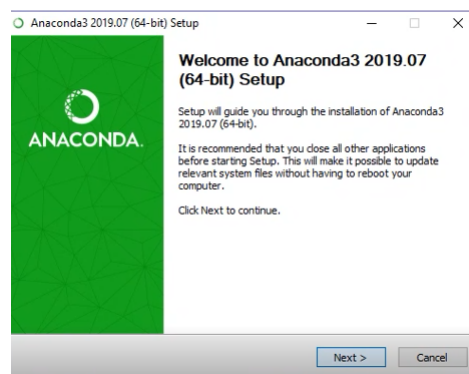 Anaconda3 2019.07 (64-bit) Setup
Welcome to Anaconda3 2019.07
(64-bit) Setup
Setup will guide you through the installation of Anaconda3
2019.07 (64-bit).
It is recommended that you close all other applications
before starting Setup. This will make it possible to update
relevant system files without having to reboot your
computer.
Click Next to continue.
ANACONDA.
Next >
Cancel